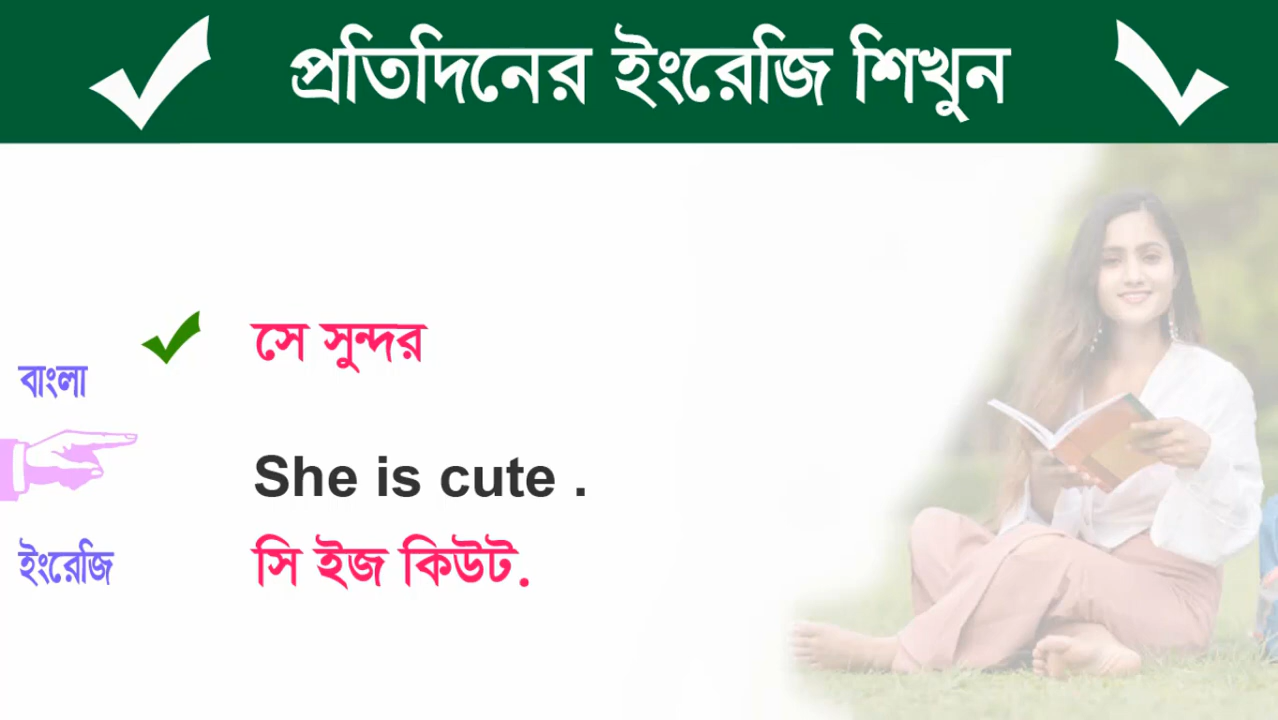 প্রতিদিনের ইংরেজি শিখুন
সে সুন্দর
বাংলা
She is cute .
ইংরেজি
সি ইজ কিউট.